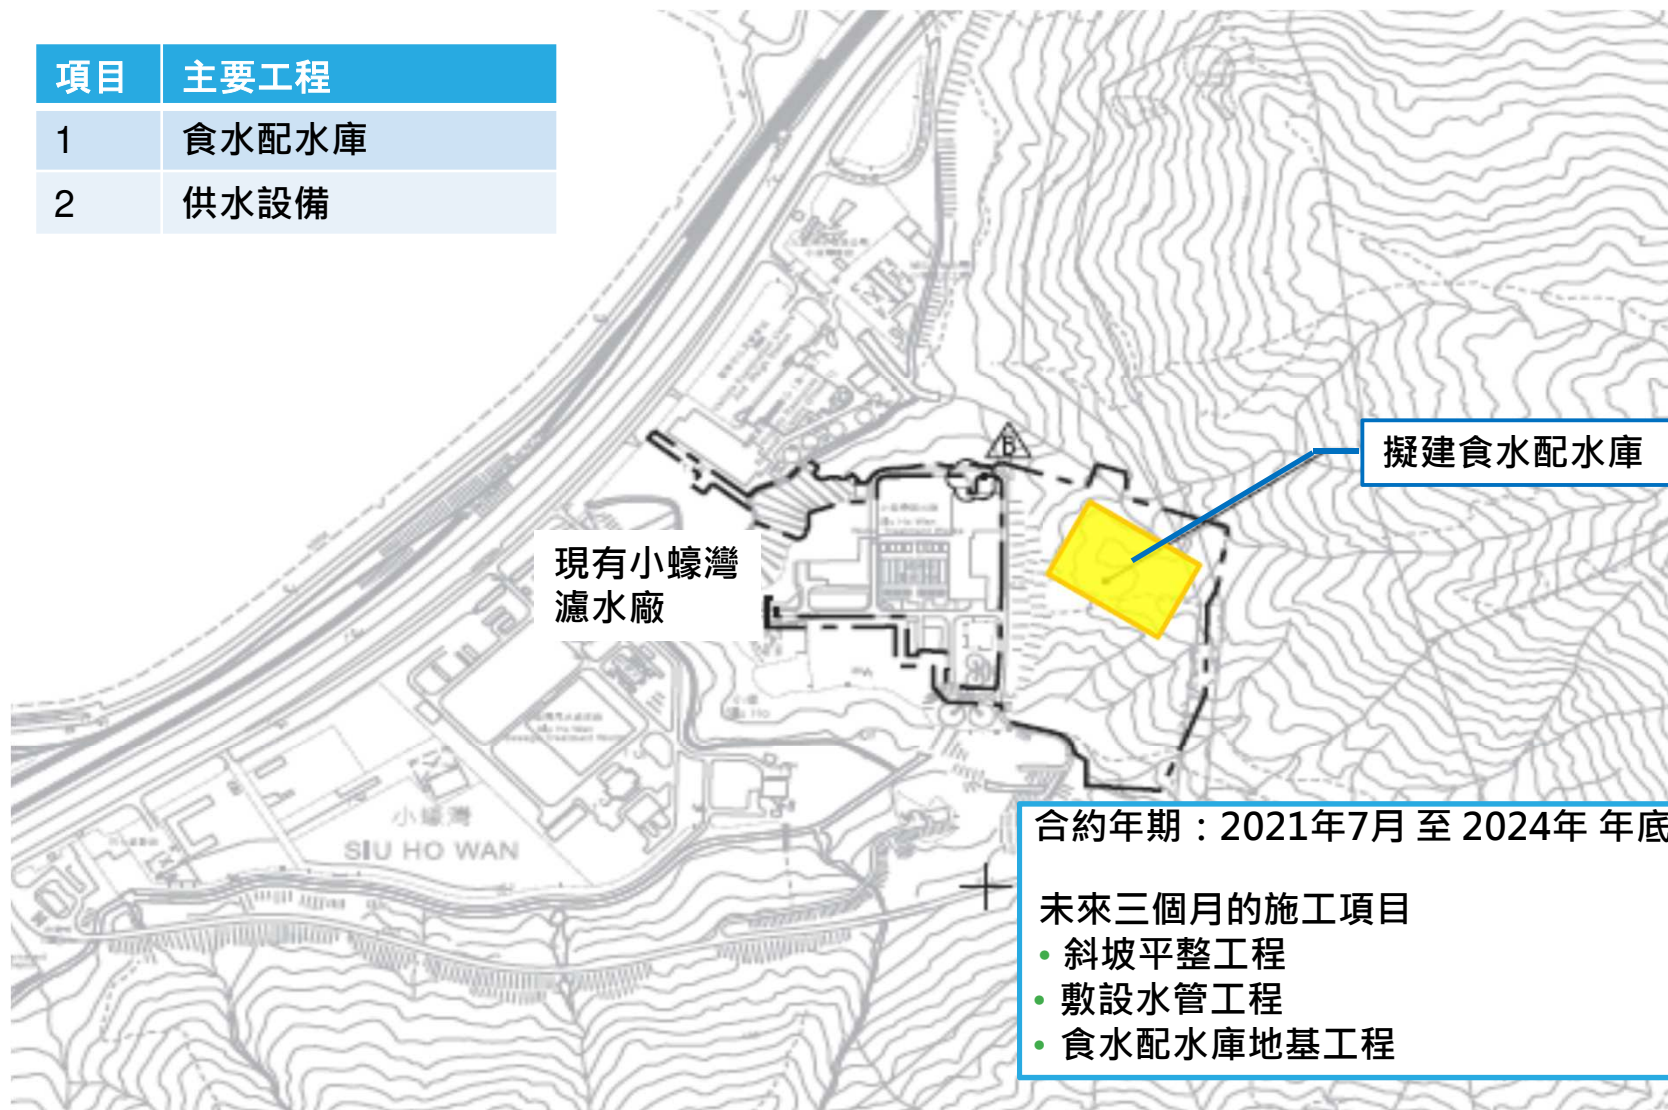 項目 主要工程
1 食水配水庫
2 供水設備
擬建食水配水庫
現有小蠔灣
濾水廠
小蠔灣
SIU HO WAN
合約年期：2021年7月 至 2024年 年底
未來三個月的施工項目
• 斜坡平整工程
• 敷設水管工程
• 食水配水庫地基工程